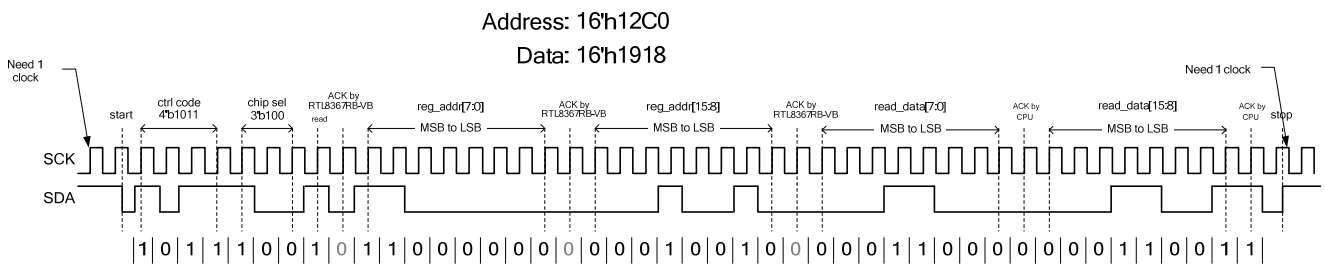 Address: 16'h12C0
Data: 16'h1918
Need 1
clock
start
ctrl code
4'b1011
chip sel
3'b100
read
ACK by
RTL8367RB-VB
reg_addr[7:0]
MSB to LSB
ACK by
RTL8367RB-VB
reg_addr[15:8]
MSB to LSB
ACK by
RTL8367RB-VB
read_data[7:0]
MSB to LSB
ACK by
CPU
read_data[15:8]
MSB to LSB
ACK by
CPU
stop
Need 1 clock
SCK
SDA
1 0 1 1 1 0 0 1 0 1 1 0 0 0 0 0 0 0 0 0 0 1 0 0 1 0 0 0 0 0 1 1 0 0 0 0 0 0 0 1 1 0 0 1 1